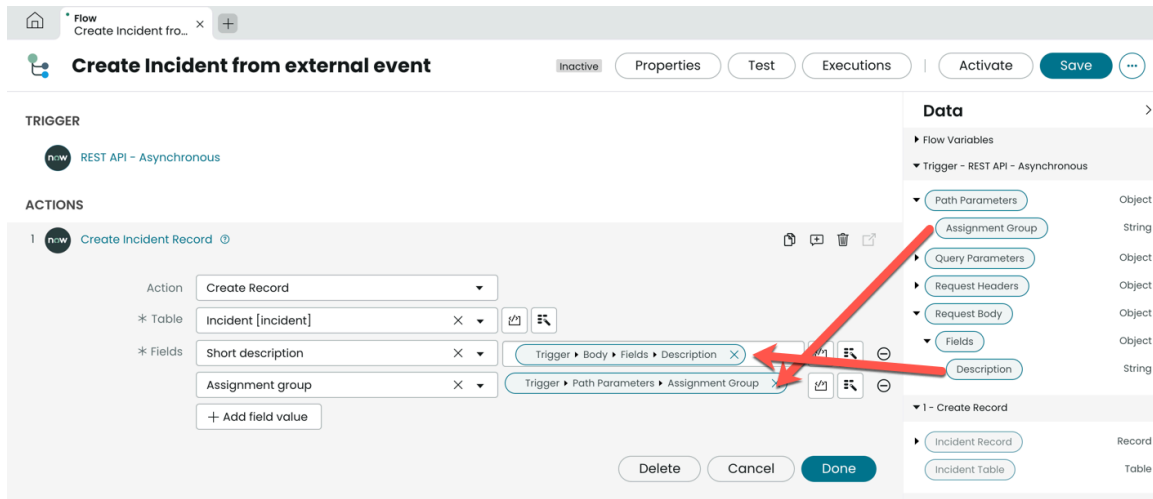 Flow
Create Incident fro...
Create Incident from external event
Inactive
Properties
Test
Executions
Activate
Save
TRIGGER
now
REST API - Asynchronous
ACTIONS
1 now Create Incident Record
Action Create Record
* Table Incident [incident]
* Fields Short description Trigger ▸ Body ▸ Fields ▸ Description
Assignment group Trigger ▸ Path Parameters ▸ Assignment Group
+ Add field value
Delete
Cancel
Done
Data
Flow Variables
Trigger - REST API - Asynchronous
Path Parameters Object
Assignment Group String
Query Parameters Object
Request Headers Object
Request Body Object
Fields Object
Description String
1 - Create Record
Incident Record Record
Incident Table Table